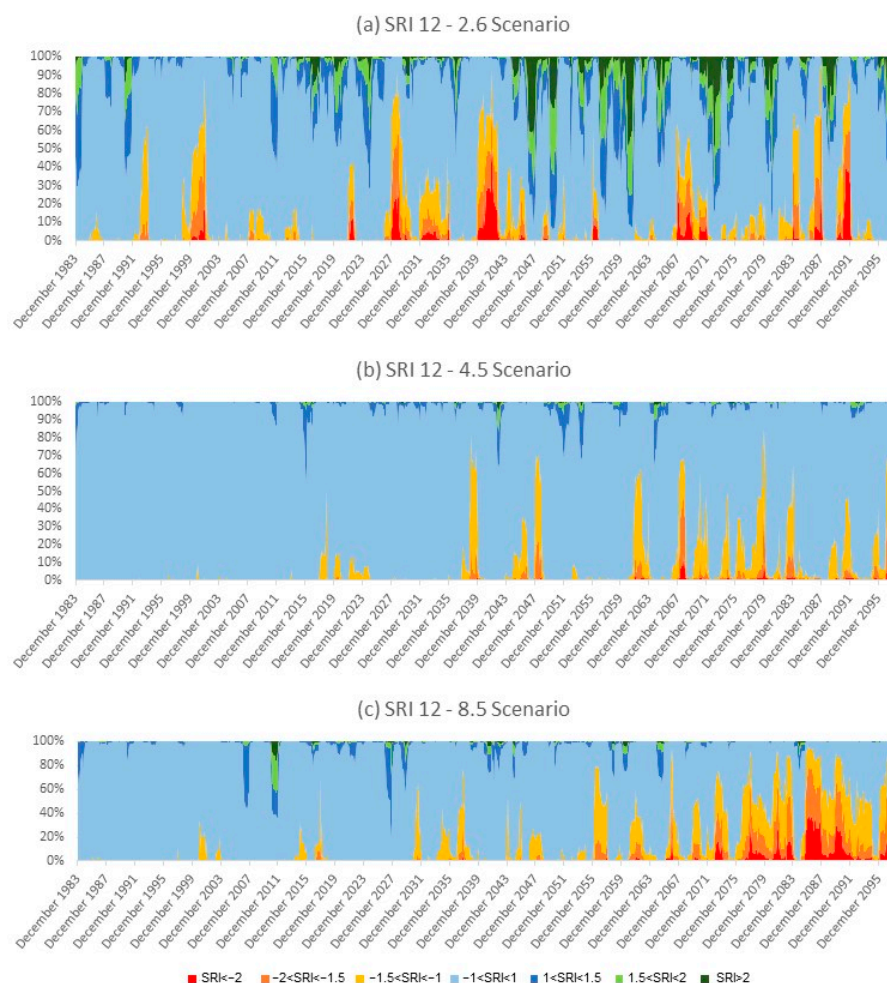 (a) SRI 12 - 2.6 Scenario
100%
90%
80%
70%
60%
50%
40%
30%
20%
10%
0%
December 1983
December 1987
December 1991
December 1995
December 1999
December 2003
December 2007
December 2011
December 2015
December 2019
December 2023
December 2027
December 2031
December 2035
December 2039
December 2043
December 2047
December 2051
December 2055
December 2059
December 2063
December 2067
December 2071
December 2075
December 2079
December 2083
December 2087
December 2091
December 2095
(b) SRI 12 - 4.5 Scenario
100%
90%
80%
70%
60%
50%
40%
30%
20%
10%
0%
December 1983
December 1987
December 1991
December 1995
December 1999
December 2003
December 2007
December 2011
December 2015
December 2019
December 2023
December 2027
December 2031
December 2035
December 2039
December 2043
December 2047
December 2051
December 2055
December 2059
December 2063
December 2067
December 2071
December 2075
December 2079
December 2083
December 2087
December 2091
December 2095
(c) SRI 12 - 8.5 Scenario
100%
80%
60%
40%
20%
0%
December 1983
December 1987
December 1991
December 1995
December 1999
December 2003
December 2007
December 2011
December 2015
December 2019
December 2023
December 2027
December 2031
December 2035
December 2039
December 2043
December 2047
December 2051
December 2055
December 2059
December 2063
December 2067
December 2071
December 2075
December 2079
December 2083
December 2087
December 2091
December 2095
SRI<−2 −2<SRI<−1.5 −1.5<SRI<−1 −1<SRI<1 1<SRI<1.5 1.5<SRI<2 SRI>2